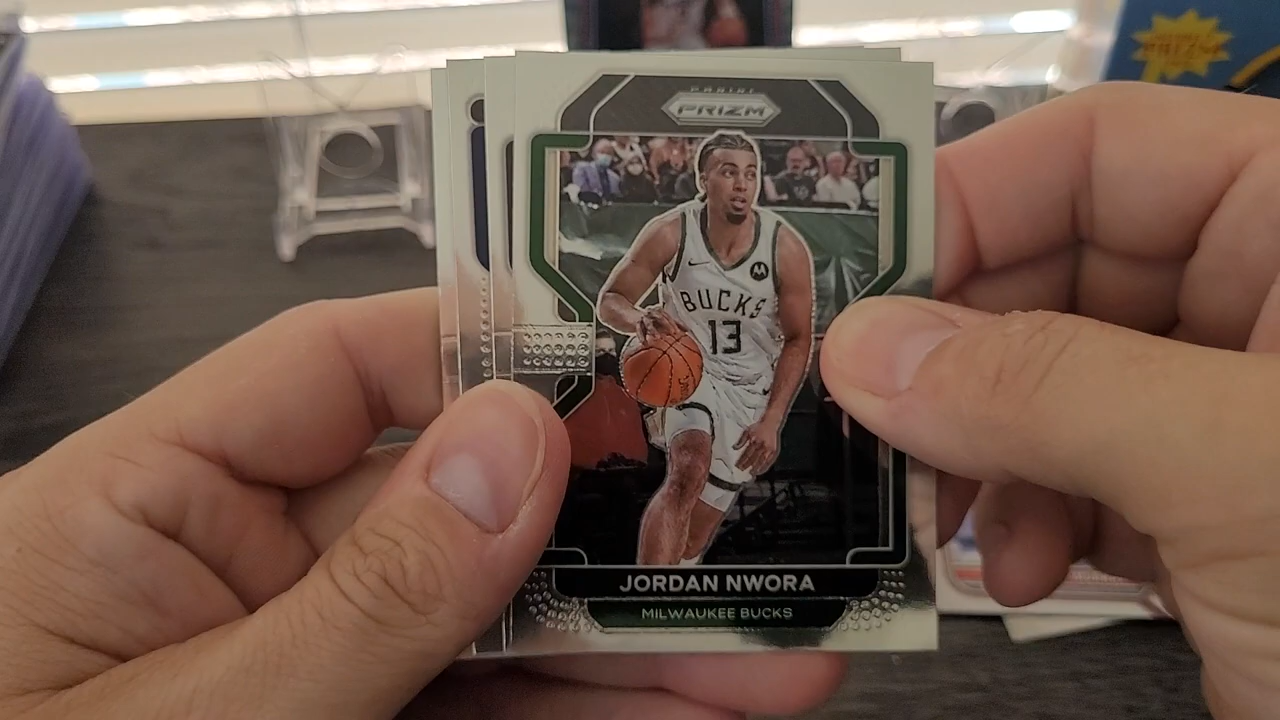 PRIZM
PANINI
PRIZM
BUCKS
13
JORDAN NWORA
MILWAUKEE BUCKS